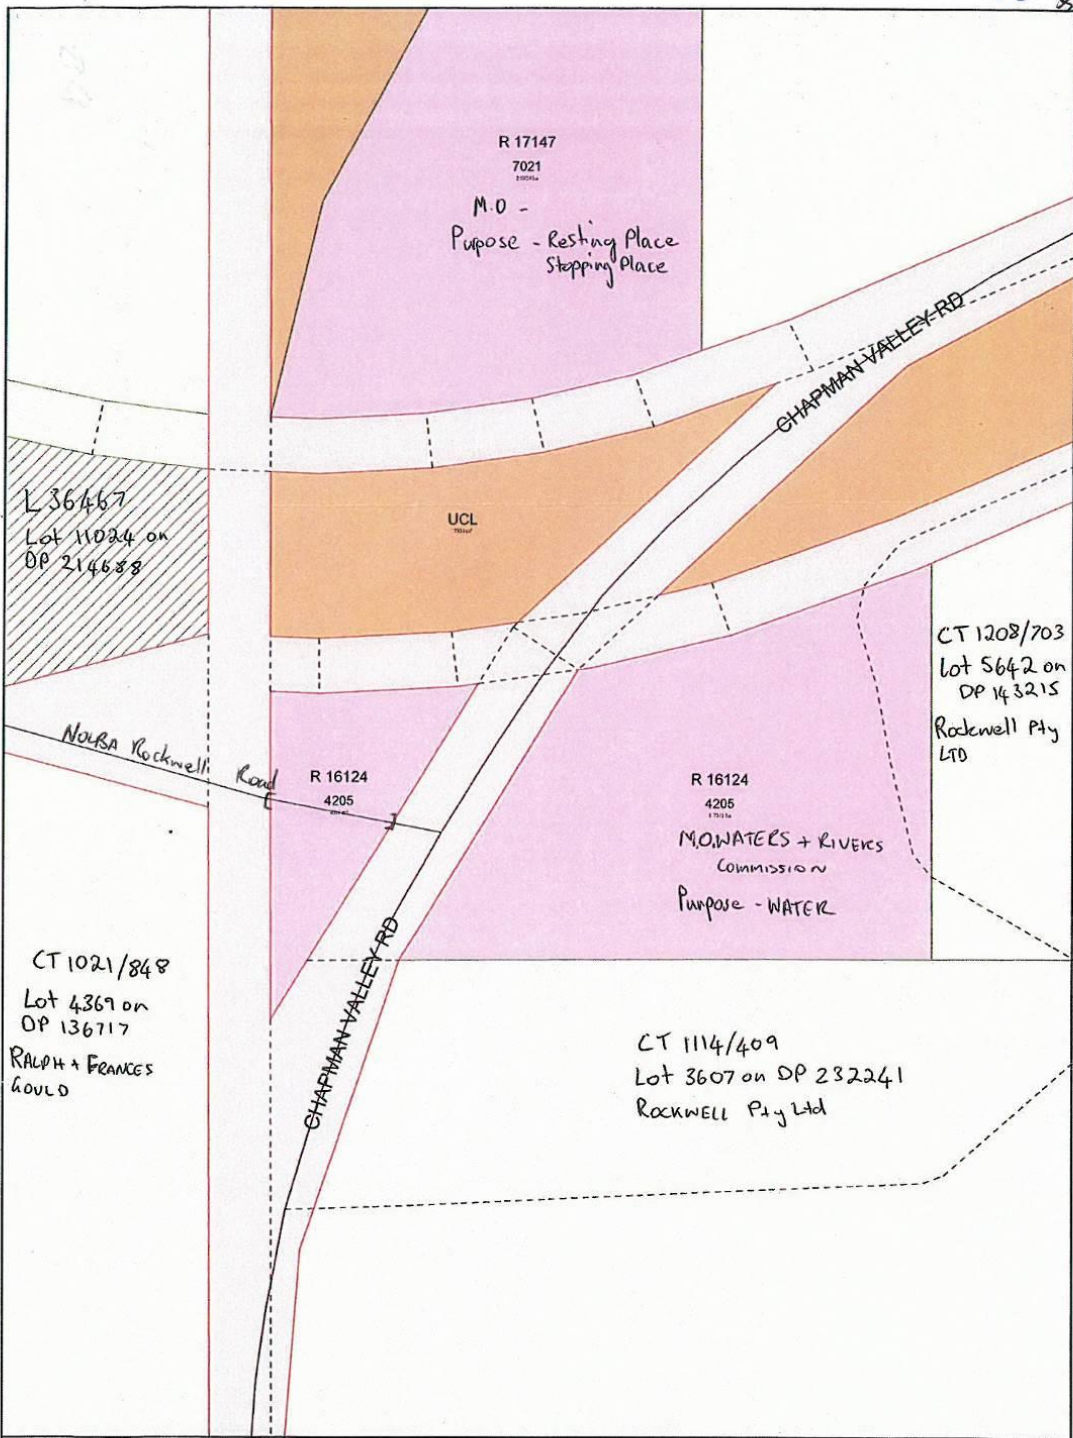 R 17147
7021
M.O -
Purpose - Resting Place
Stopping Place
CHAPMAN VALLEY RD
L 36467
Lot 11024 on
DP 214688
UCL
CT 1208/703
Lot 5642 on
DP 143215
Rockwell Pty
LTD
NOLBA Rockwell Road
R 16124
4205
R 16124
4205
M.O. WATERS + RIVERS
COMMISSION
Purpose - WATER
CHAPMAN VALLEY RD
CT 1021/848
Lot 4369 on
DP 136717
RALPH + FRANCES
GOULD
CT 1114/409
Lot 3607 on DP 232241
ROCKWELL Pty Ltd